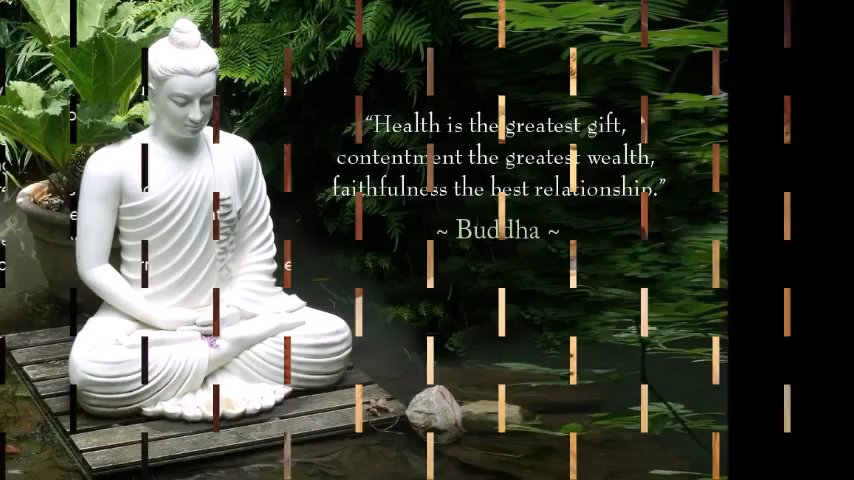 “Health is the greatest gift,
contentment the greatest wealth,
faithfulness the best relationship.”
~ Buddha ~